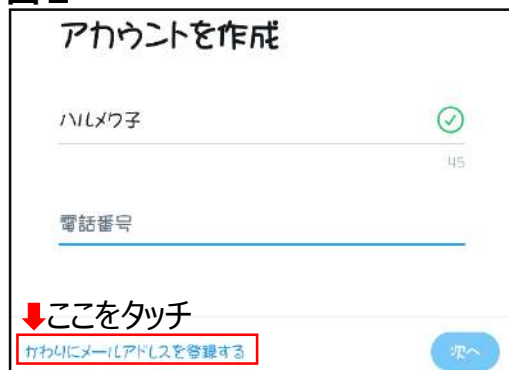 アカウントを作成
ハルメク子
45
電話番号
ここをタッチ
かわりにメールアドレスを登録する
次へ